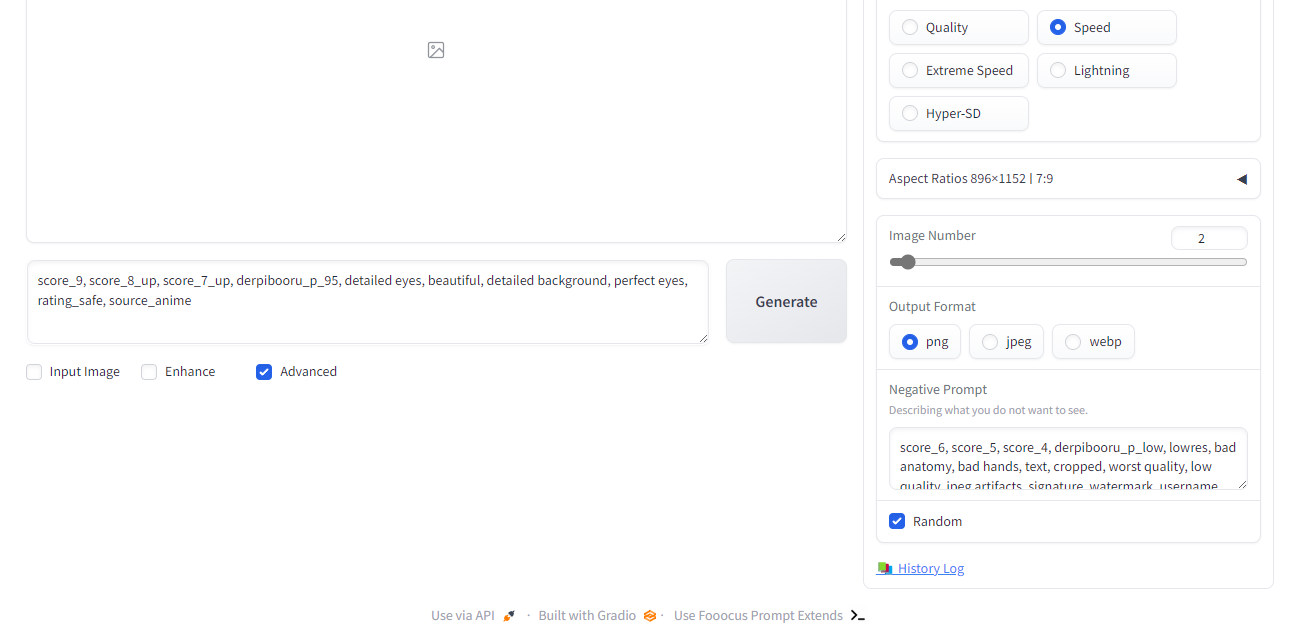 Quality
Speed
Extreme Speed
Lightning
Hyper-SD
Aspect Ratios 896×1152 | 7:9
Image Number
2
score_9, score_8_up, score_7_up, derpibooru_p_95, detailed eyes, beautiful, detailed background, perfect eyes,
rating_safe, source_anime
Generate
Input Image
Enhance
Advanced
Output Format
png
jpeg
webp
Negative Prompt
Describing what you do not want to see.
score_6, score_5, score_4, derpibooru_p_low, lowres, bad
anatomy, bad hands, text, cropped, worst quality, low
quality, jpeg artifacts, signature, watermark, username
Random
History Log
Use via API · Built with Gradio · Use Fooocus Prompt Extends